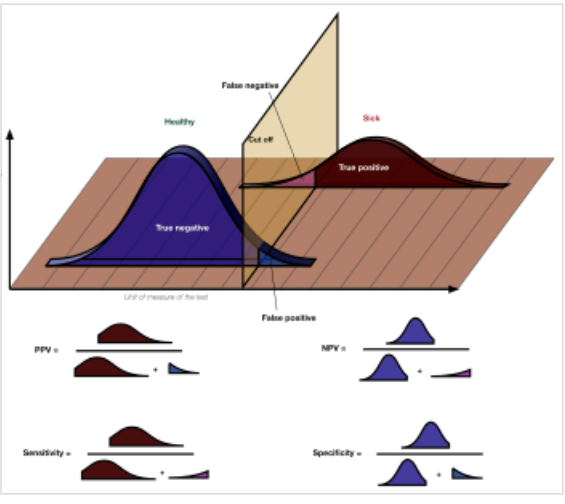 False negative
Healthy
Sick
Cut off
True positive
True negative
Unit of measure of the test
False positive
PPV =
+
NPV =
+
Sensitivity =
+
Specificity =
+